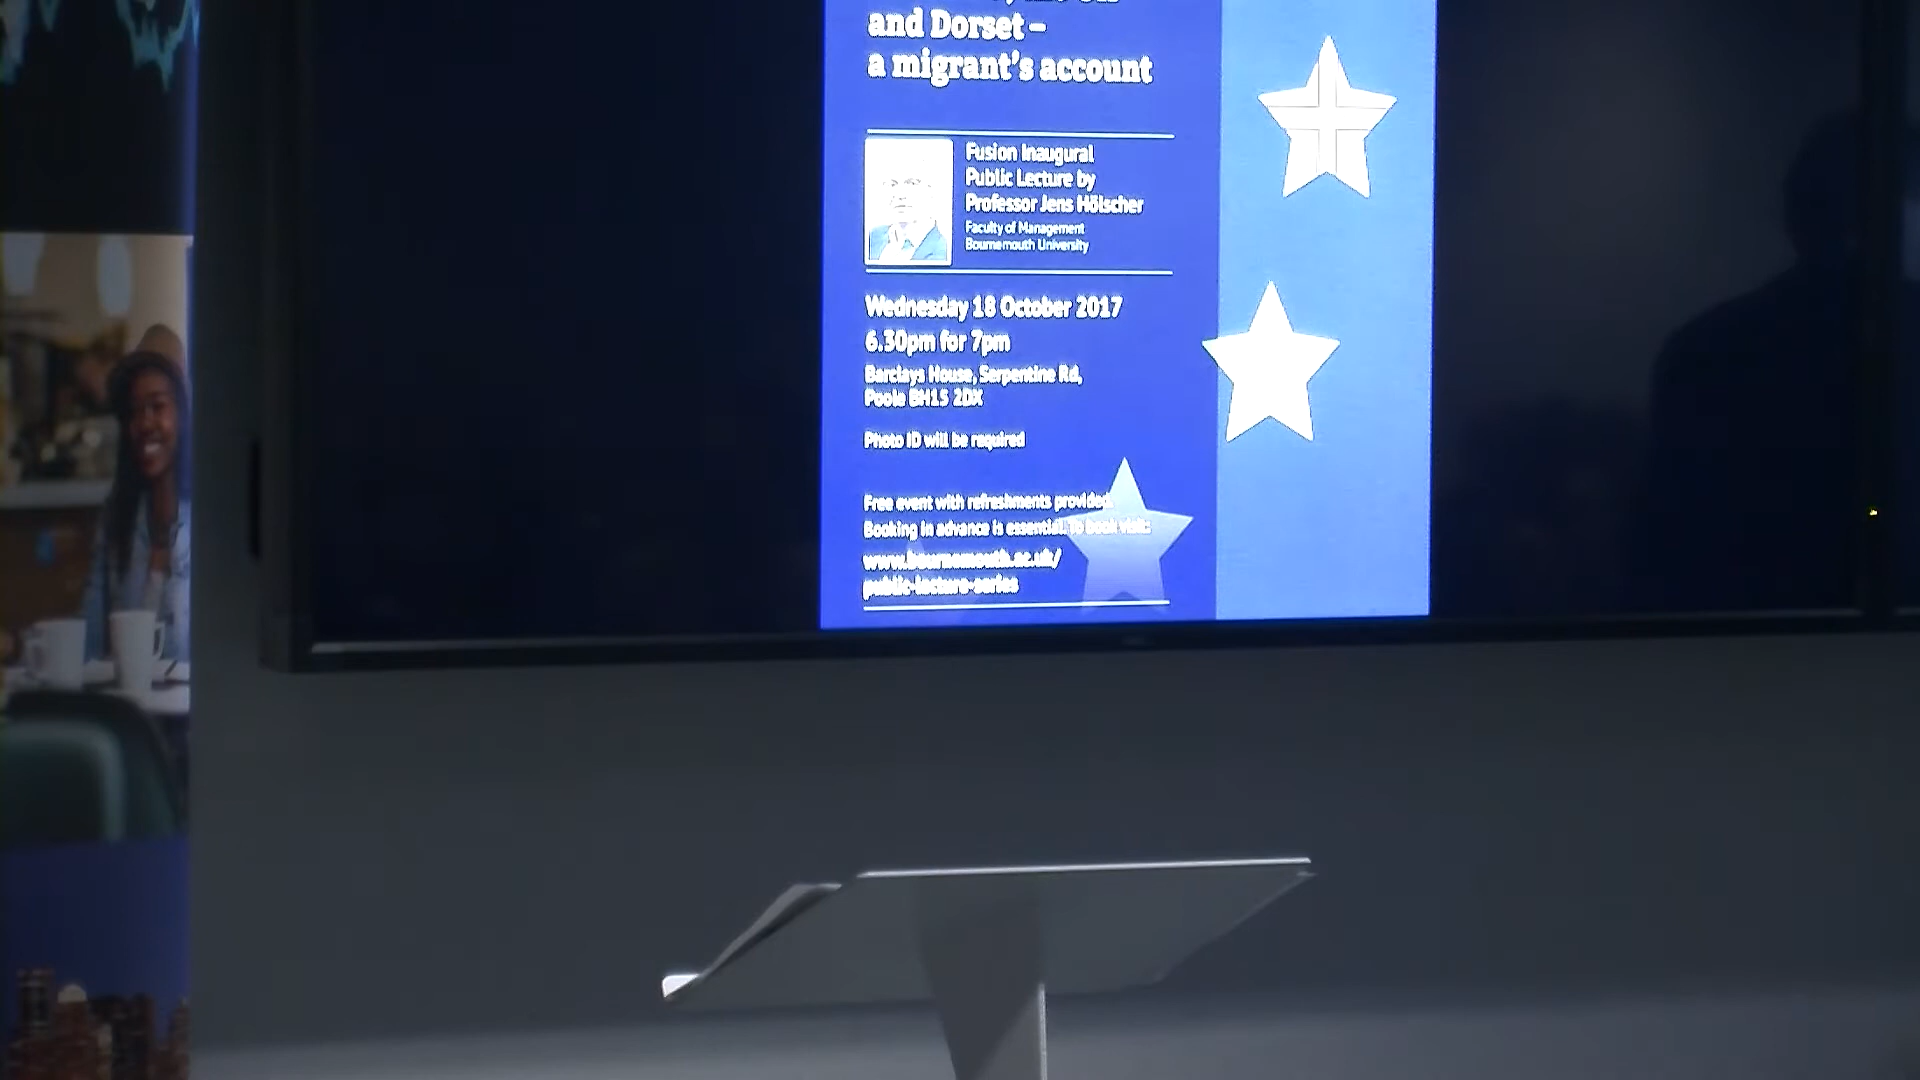 and Dorset –
a migrant's account
Fusion Inaugural
Public Lecture by
Professor Jens Hölscher
Faculty of Management
Bournemouth University
Wednesday 18 October 2017
6.30pm for 7pm
Barclays House, Serpentine Rd,
Poole BH15 2DX
Photo ID will be required
Free event with refreshments provided.
Booking in advance is essential. To book visit:
www.bournemouth.ac.uk/
public-lecture-series